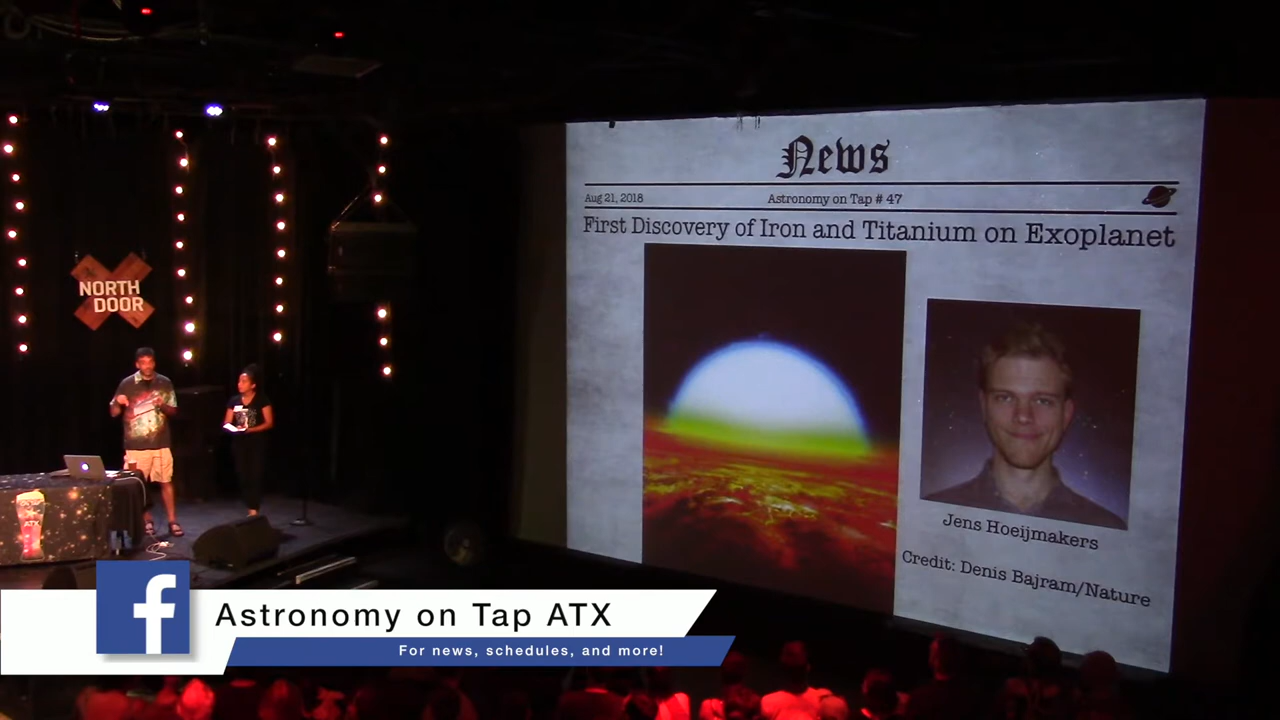 NORTH
DOOR
News
Aug 21, 2018
Astronomy on Tap # 47
First Discovery of Iron and Titanium on Exoplanet
Jens Hoeijmakers
Credit: Denis Bajram/Nature
ATX
f
Astronomy on Tap ATX
For news, schedules, and more!